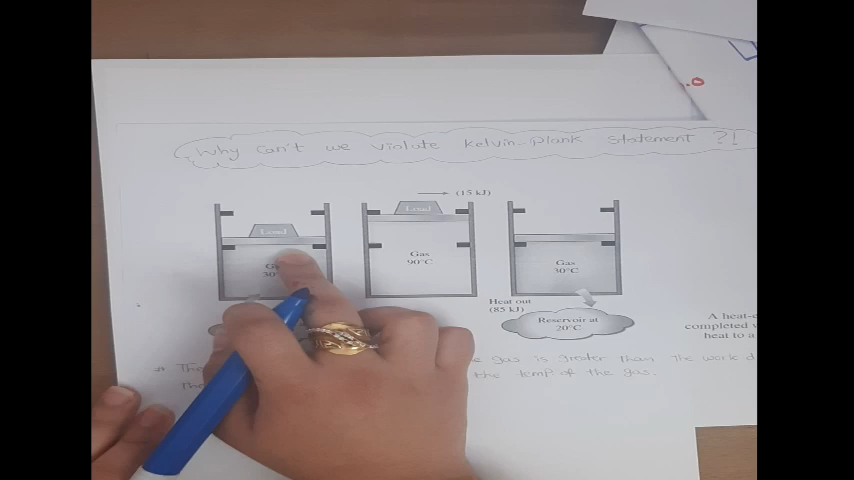 Why Can't we violate Kelvin-Plank Statement ?!
(15 kJ)
Load
Load
Gas
90°C
Gas
30°C
Heat out
(85 kJ)
Reservoir at
20°C
A heat-e
completed
heat to a
gas is greater than the work d
the temp of the gas.